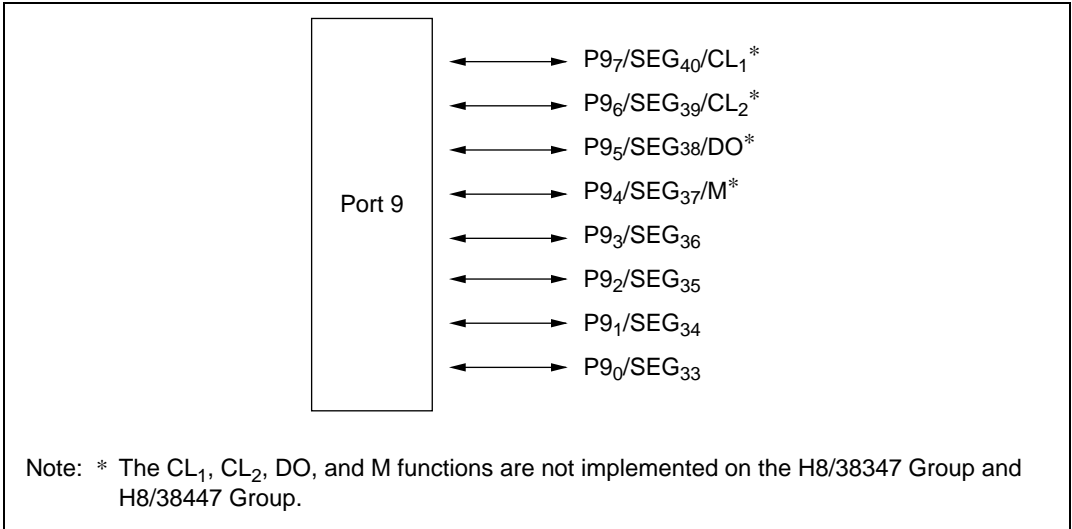 P9₇/SEG₄₀/CL₁*
P9₆/SEG₃₉/CL₂*
P9₅/SEG38/DO*
P9₄/SEG₃₇/M*
Port 9
P9₃/SEG₃₆
P9₂/SEG₃₅
P9₁/SEG₃₄
P9₀/SEG₃₃
Note: * The CL₁, CL₂, DO, and M functions are not implemented on the H8/38347 Group and
H8/38447 Group.